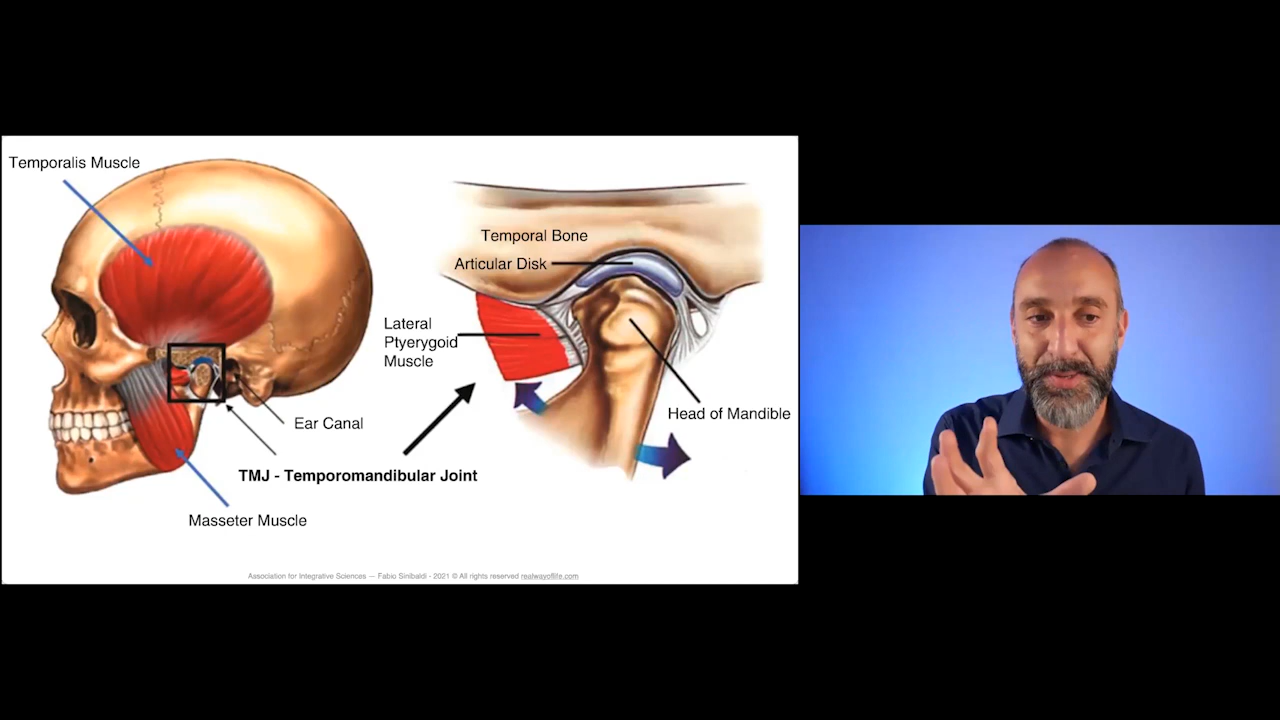 Temporalis Muscle
Temporal Bone
Articular Disk
Lateral
Ptyerygoid
Muscle
Head of Mandible
Ear Canal
TMJ - Temporomandibular Joint
Masseter Muscle
Association for Integrative Sciences — Fabio Sinibaldi - 2021 © All rights reserved realwayoflife.com